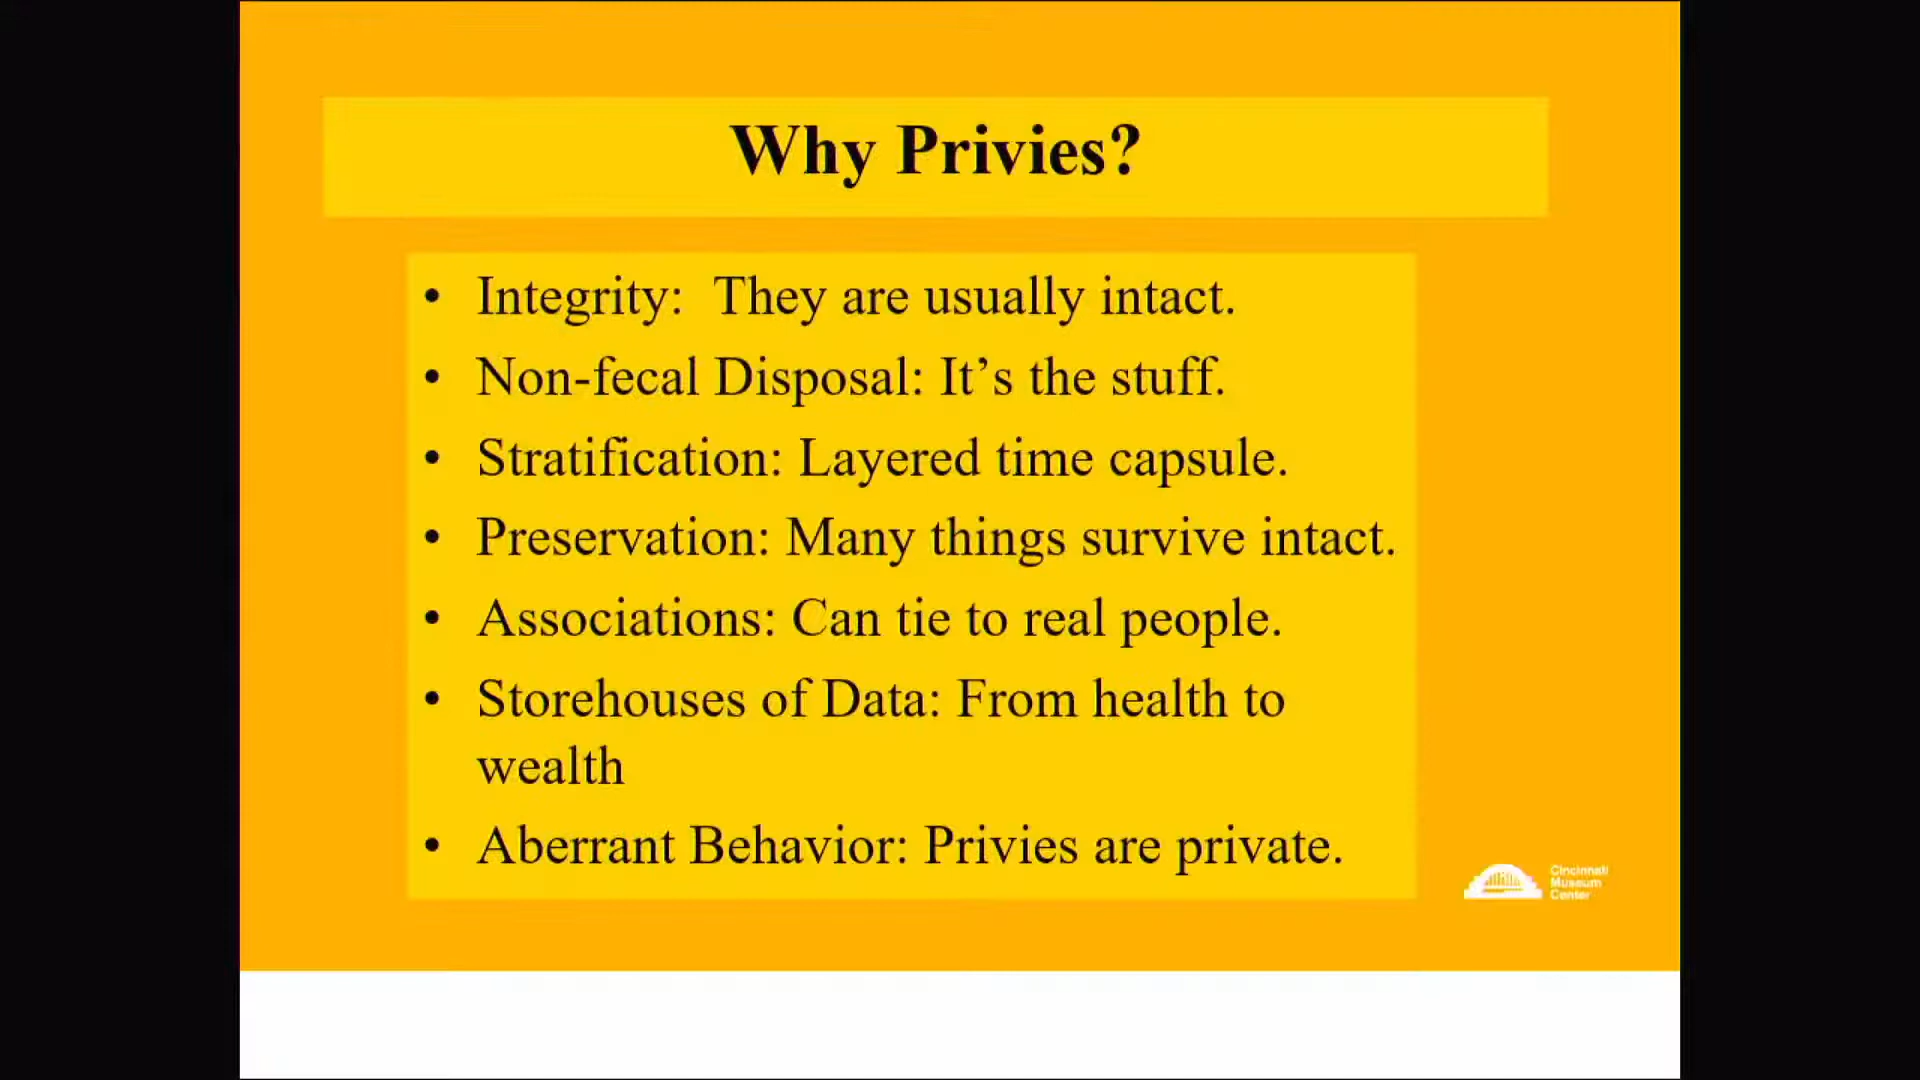 Why Privies?
• Integrity:  They are usually intact.
• Non-fecal Disposal: It’s the stuff.
• Stratification: Layered time capsule.
• Preservation: Many things survive intact.
• Associations: Can tie to real people.
• Storehouses of Data: From health to
wealth
• Aberrant Behavior: Privies are private.
Cincinnati
Museum
Center